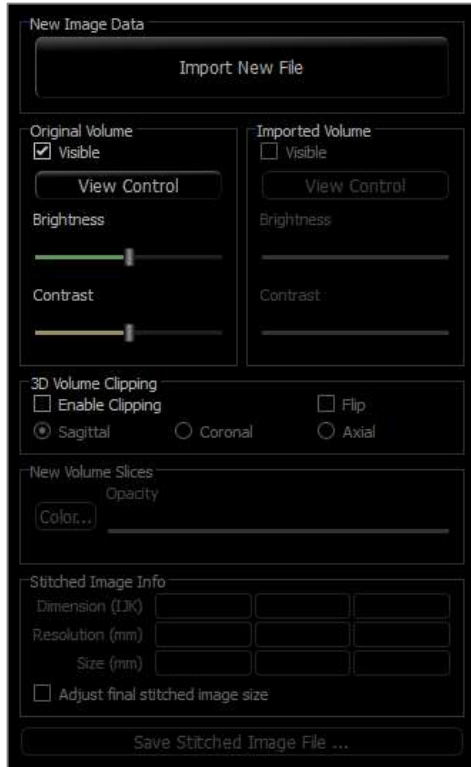 New Image Data
Import New File
Original Volume
Visible
View Control
Brightness
Contrast
Imported Volume
Visible
View Control
Brightness
Contrast
3D Volume Clipping
Enable Clipping
Flip
Sagittal
Coronal
Axial
New Volume Slices
Opacity
Color...
Stitched Image Info
Dimension (IJK)
Resolution (mm)
Size (mm)
Adjust final stitched image size
Save Stitched Image File ...